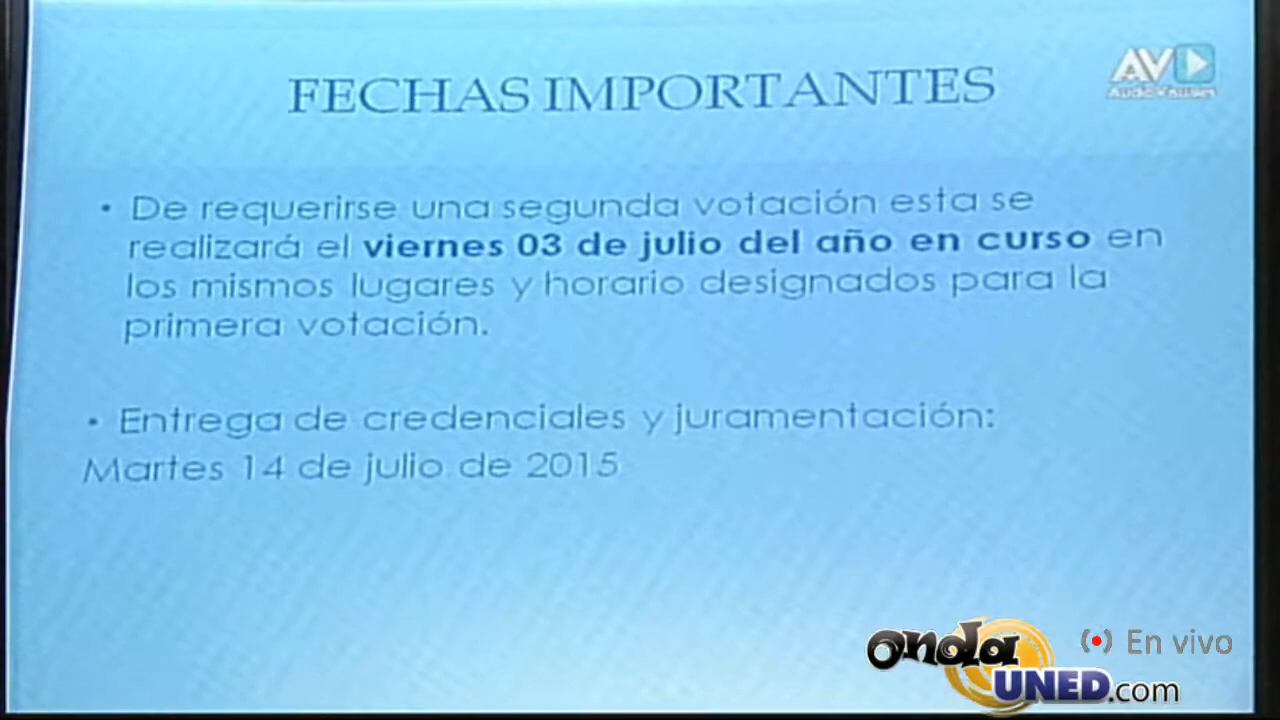 FECHAS IMPORTANTES
AV
Audiovisuales
• De requerirse una segunda votación esta se
realizará el viernes 03 de julio del año en curso en
los mismos lugares y horario designados para la
primera votación.
• Entrega de credenciales y juramentación:
Martes 14 de julio de 2015
onda
UNED.com
En vivo